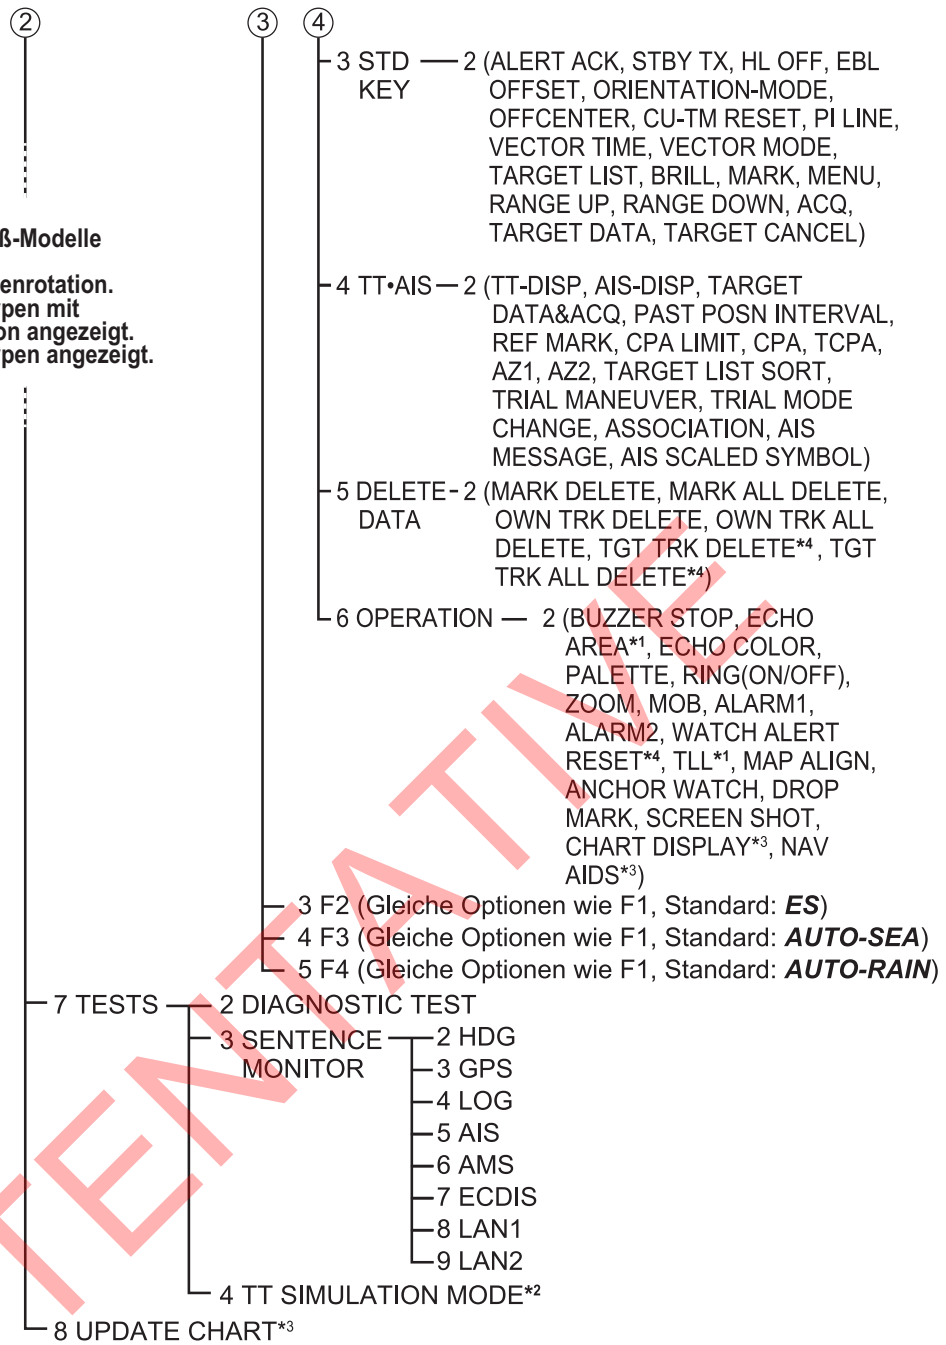 ② ③ ④
3 STD KEY 2 (ALERT ACK, STBY TX, HL OFF, EBL
OFFSET, ORIENTATION-MODE,
OFFCENTER, CU-TM RESET, PI LINE,
VECTOR TIME, VECTOR MODE,
TARGET LIST, BRILL, MARK, MENU,
RANGE UP, RANGE DOWN, ACQ,
TARGET DATA, TARGET CANCEL)
ß-Modelle
enrotation.
ypen mit
on angezeigt.
ypen angezeigt.
4 TT•AIS 2 (TT-DISP, AIS-DISP, TARGET
DATA&ACQ, PAST POSN INTERVAL,
REF MARK, CPA LIMIT, CPA, TCPA,
AZ1, AZ2, TARGET LIST SORT,
TRIAL MANEUVER, TRIAL MODE
CHANGE, ASSOCIATION, AIS
MESSAGE, AIS SCALED SYMBOL)
5 DELETE DATA 2 (MARK DELETE, MARK ALL DELETE,
OWN TRK DELETE, OWN TRK ALL
DELETE, TGT TRK DELETE*4, TGT
TRK ALL DELETE*4)
6 OPERATION 2 (BUZZER STOP, ECHO
AREA*1, ECHO COLOR,
PALETTE, RING(ON/OFF),
ZOOM, MOB, ALARM1,
ALARM2, WATCH ALERT
RESET*4, TLL*1, MAP ALIGN,
ANCHOR WATCH, DROP
MARK, SCREEN SHOT,
CHART DISPLAY*3, NAV
AIDS*3)
3 F2 (Gleiche Optionen wie F1, Standard: ES)
4 F3 (Gleiche Optionen wie F1, Standard: AUTO-SEA)
5 F4 (Gleiche Optionen wie F1, Standard: AUTO-RAIN)
7 TESTS
2 DIAGNOSTIC TEST
3 SENTENCE MONITOR
2 HDG
3 GPS
4 LOG
5 AIS
6 AMS
7 ECDIS
8 LAN1
9 LAN2
4 TT SIMULATION MODE*2
8 UPDATE CHART*3
TENTATIVE